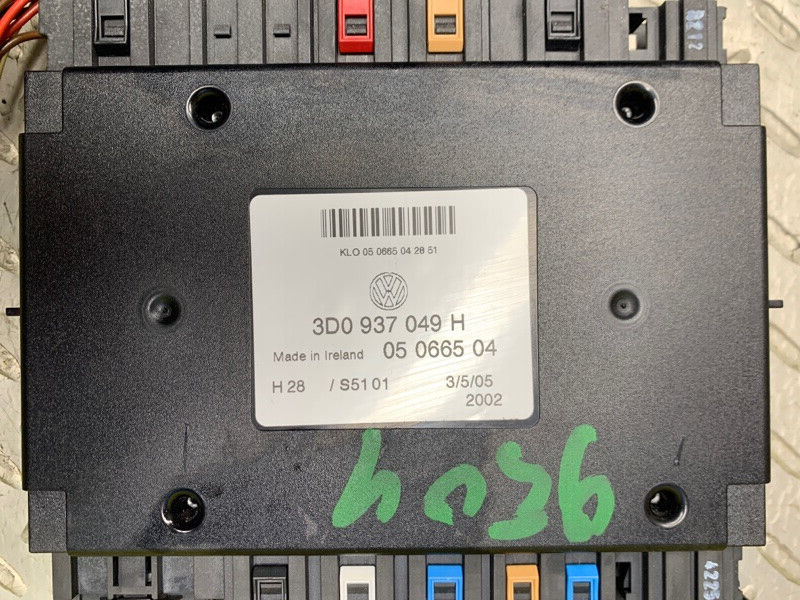 KLO 05 0665 04 28 51
3D0 937 049 H
Made in Ireland 05 0665 04
H 28 / S51 01 3/5/05
2002
9504